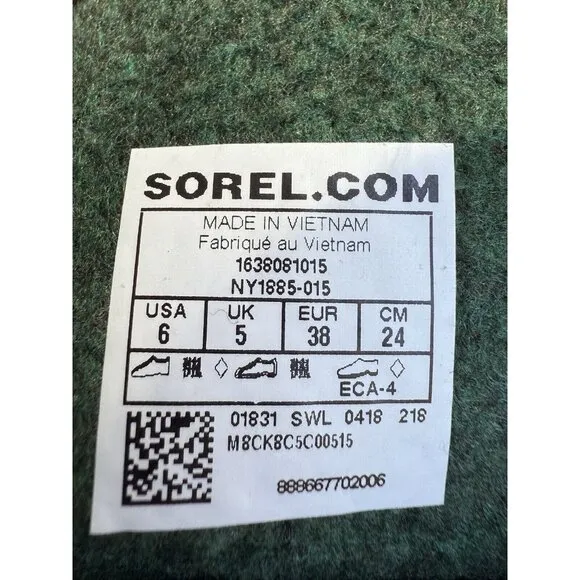 SOREL.COM
MADE IN VIETNAM
Fabriqué au Vietnam
1638081015
NY1885-015
USA UK EUR CM
6 5 38 24
ECA-4
01831 SWL 0418 218
M8CK8C5C00515
888667702006